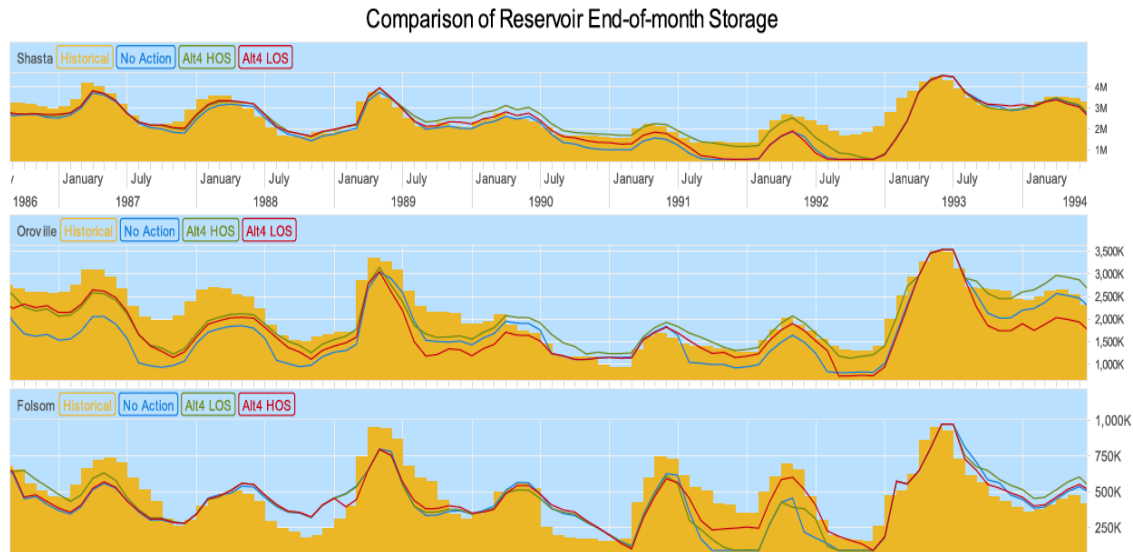 Comparison of Reservoir End-of-month Storage
Shasta Historical No Action Alt4 HOS Alt4 LOS
4M
3M
2M
1M
January July January July January July January July January July January July January July January
1986 1987 1988 1989 1990 1991 1992 1993 1994
Oroville Historical No Action Alt4 HOS Alt4 LOS
3,500K
3,000K
2,500K
2,000K
1,500K
1,000K
Folsom Historical No Action Alt4 LOS Alt4 HOS
1,000K
750K
500K
250K